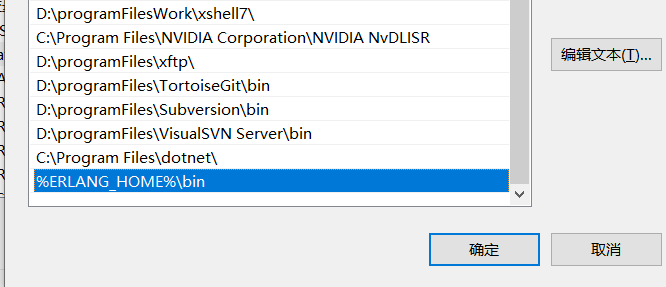 D:\programFilesWork\xshell7\
C:\Program Files\NVIDIA Corporation\NVIDIA NvDLISR
D:\programFiles\xftp\
编辑文本(T)...
D:\programFiles\TortoiseGit\bin
D:\programFiles\Subversion\bin
D:\programFiles\VisualSVN Server\bin
C:\Program Files\dotnet\
%ERLANG_HOME%\bin
确定
取消